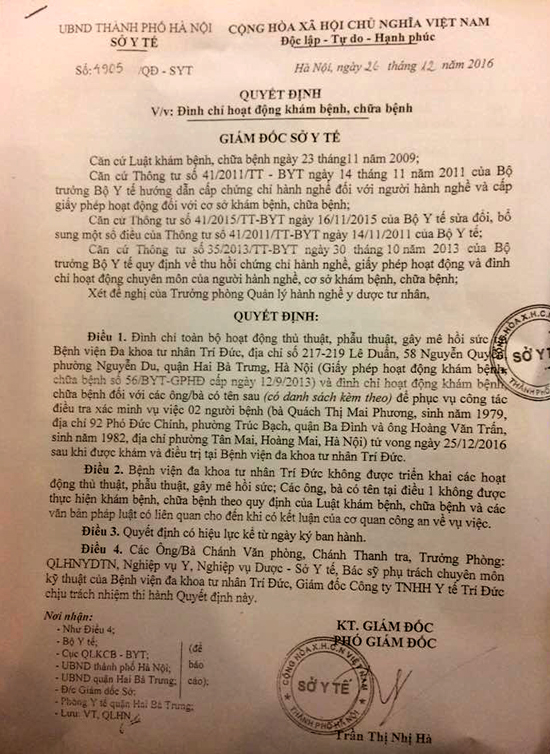 UBND THÀNH PHỐ HÀ NỘI
SỞ Y TẾ
CỘNG HÒA XÃ HỘI CHỦ NGHĨA VIỆT NAM
Độc lập - Tự do - Hạnh phúc
Số: 4905 /QĐ - SYT
Hà Nội, ngày 26 tháng 12 năm 2016
QUYẾT ĐỊNH
V/v: Đình chỉ hoạt động khám bệnh, chữa bệnh
GIÁM ĐỐC SỞ Y TẾ
Căn cứ Luật khám bệnh, chữa bệnh ngày 23 tháng 11 năm 2009;
Căn cứ Thông tư số 41/2011/TT - BYT ngày 14 tháng 11 năm 2011 của Bộ
trưởng Bộ Y tế hướng dẫn cấp chứng chỉ hành nghề đối với người hành nghề và cấp
giấy phép hoạt động đối với cơ sở khám bệnh, chữa bệnh;
Căn cứ Thông tư số 41/2015/TT-BYT ngày 16/11/2015 của Bộ Y tế sửa đổi, bổ
sung một số điều của Thông tư số 41/2011/TT-BYT ngày 14/11/2011 của Bộ Y tế;
Căn cứ Thông tư số 35/2013/TT-BYT ngày 30 tháng 10 năm 2013 của Bộ
trưởng Bộ Y tế quy định về thu hồi chứng chỉ hành nghề, giấy phép hoạt động và đình
chỉ hoạt động chuyên môn của người hành nghề, cơ sở khám bệnh, chữa bệnh;
Xét đề nghị của Trưởng phòng Quản lý hành nghề y dược tư nhân,
QUYẾT ĐỊNH:
Điều 1. Đình chỉ toàn bộ hoạt động thủ thuật, phẫu thuật, gây mê hồi sức
Bệnh viện Đa khoa tư nhân Trí Đức, địa chỉ số 217-219 Lê Duẩn, 58 Nguyễn Quy
phường Nguyễn Du, quận Hai Bà Trưng, Hà Nội (Giấy phép hoạt động khám bệnh
chữa bệnh số 56/BYT-GPHĐ cấp ngày 12/9/2013) và đình chỉ hoạt động khám bệnh
chữa bệnh đối với các ông/bà có tên sau (có danh sách kèm theo) để phục vụ công tác
điều tra xác minh vụ việc 02 người bệnh (bà Quách Thị Mai Phương, sinh năm 1979,
địa chỉ 92 Phó Đức Chính, phường Trúc Bạch, quận Ba Đình và ông Hoàng Văn Trấn,
sinh năm 1982, địa chỉ phường Tân Mai, Hoàng Mai, Hà Nội) tử vong ngày 25/12/2016
sau khi được khám và điều trị tại Bệnh viện đa khoa tư nhân Trí Đức.
Điều 2. Bệnh viện đa khoa tư nhân Trí Đức không được triển khai các hoạt
động thủ thuật, phẫu thuật, gây mê hồi sức; Các ông, bà có tên tại điều 1 không được
thực hiện khám bệnh, chữa bệnh theo quy định của Luật khám bệnh, chữa bệnh và các
văn bản pháp luật có liên quan cho đến khi có kết luận của cơ quan công an về vụ việc.
Điều 3. Quyết định có hiệu lực kể từ ngày ký ban hành.
Điều 4. Các Ông/Bà Chánh Văn phòng, Chánh Thanh tra, Trưởng Phòng:
QLHNYDTN, Nghiệp vụ Y, Nghiệp vụ Dược - Sở Y tế, Bác sỹ phụ trách chuyên môn
kỹ thuật của Bệnh viện đa khoa tư nhân Trí Đức, Giám đốc Công ty TNHH Y tế Trí Đức
chịu trách nhiệm thi hành Quyết định này.
Nơi nhận:
- Như Điều 4;
- Bộ Y tế;
- Cục QLKCB - BYT;
- UBND thành phố Hà Nội;
- UBND quận Hai Bà Trưng;
- Đ/c Giám đốc Sở;
- Phòng Y tế quận Hai Bà Trưng;
- Lưu: VT, QLHN
(để
báo
cáo);
KT. GIÁM ĐỐC
PHÓ GIÁM ĐỐC
CỘNG HÒA X.H.C.N VIỆT NAM
SỞ Y TẾ
THÀNH PHỐ HÀ NỘI
Trần Thị Nhị Hà
SỞ Y